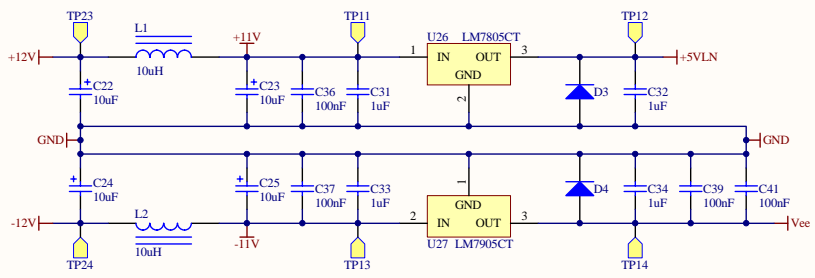 TP23
TP11
TP12
L1
+11V
U26 LM7805CT
+12V
1
IN OUT
3
+5VLN
10uH
GND
C22
10uF
C23
10uF
C36
100nF
C31
1uF
2
D3
C32
1uF
GND
GND
C24
10uF
C25
10uF
C37
100nF
C33
1uF
1
D4
C34
1uF
C39
100nF
C41
100nF
GND
L2
-12V
2
IN OUT
3
Vee
10uH
-11V
U27 LM7905CT
TP24
TP13
TP14